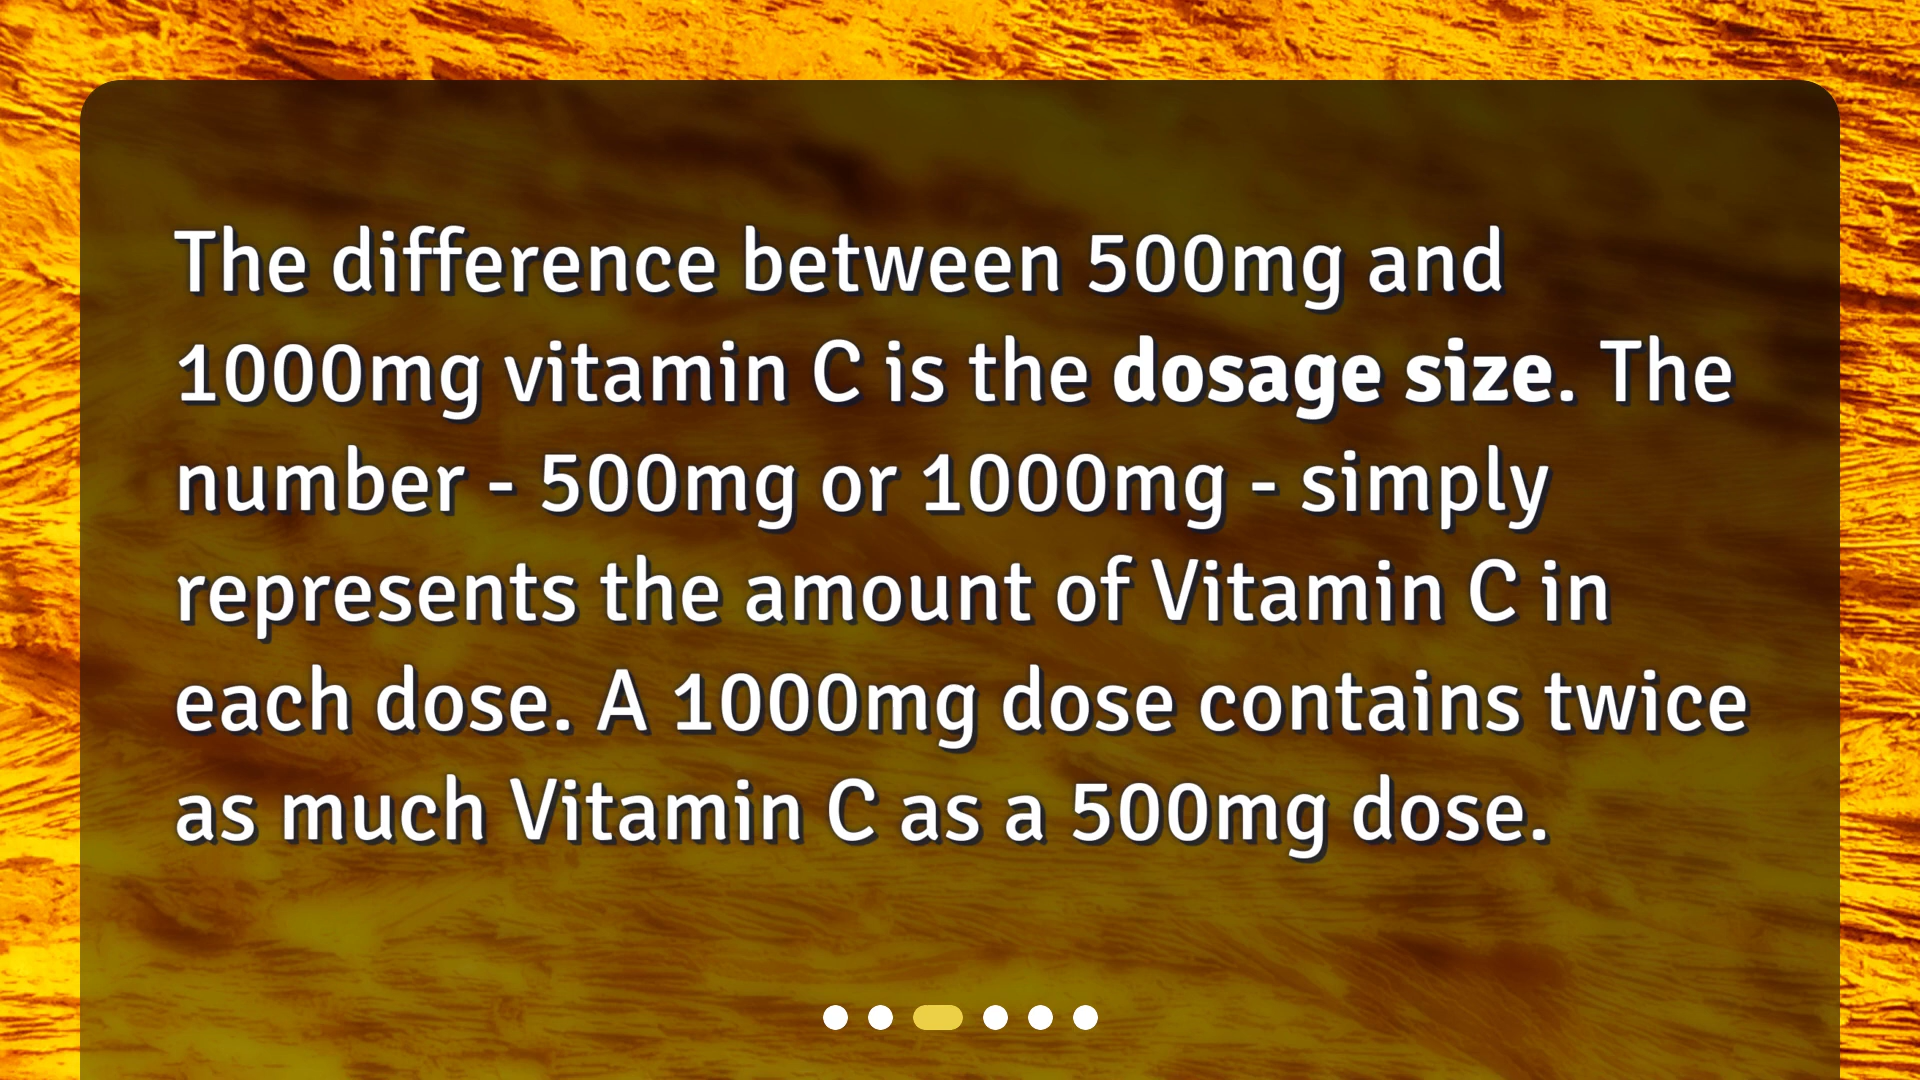 The difference between 500mg and
1000mg vitamin C is the dosage size. The
number - 500mg or 1000mg - simply
represents the amount of Vitamin C in
each dose. A 1000mg dose contains twice
as much Vitamin C as a 500mg dose.